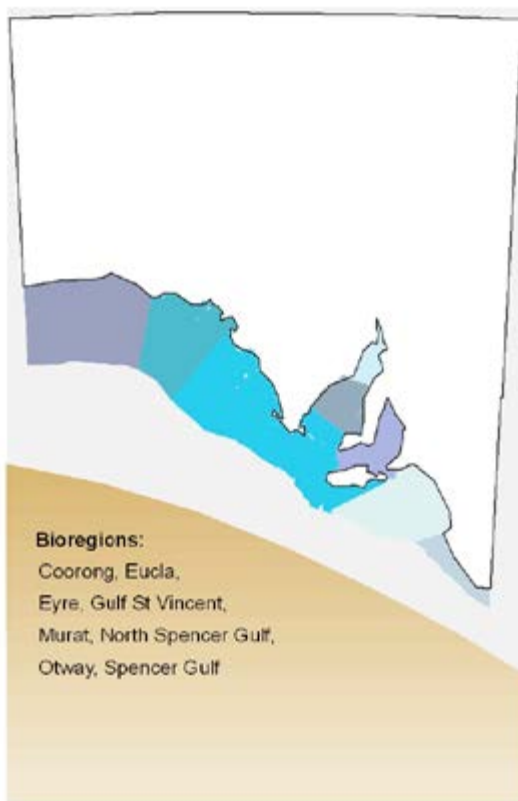 Bioregions:
Coorong, Eucla,
Eyre, Gulf St Vincent,
Murat, North Spencer Gulf,
Otway, Spencer Gulf